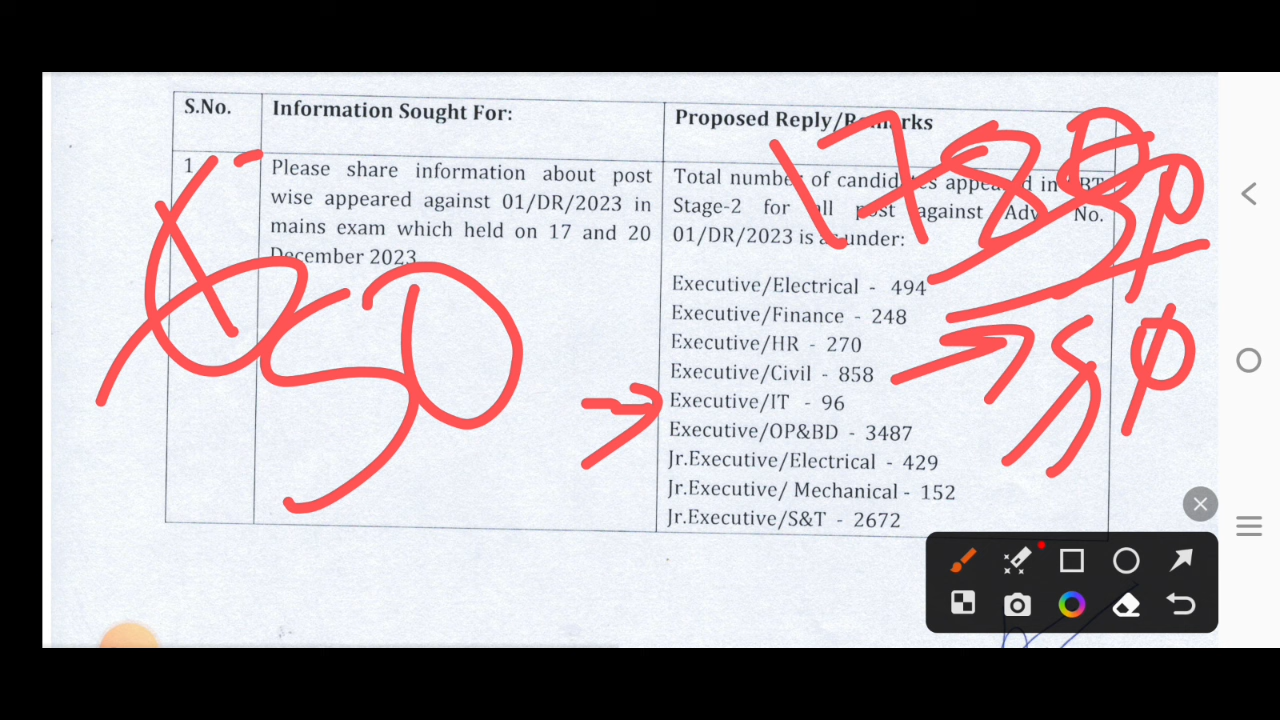 S.No. Information Sought For: Proposed Reply/Remarks
1
Please share information about post
wise appeared against 01/DR/2023 in
mains exam which held on 17 and 20
December 2023
Total number of candidates appeared in CBT
Stage-2 for all post against Advt. No.
01/DR/2023 is as under:
Executive/Electrical - 494
Executive/Finance - 248
Executive/HR - 270
Executive/Civil - 858
Executive/IT - 96
Executive/OP&BD - 3487
Jr.Executive/Electrical - 429
Jr.Executive/ Mechanical - 152
Jr.Executive/S&T - 2672